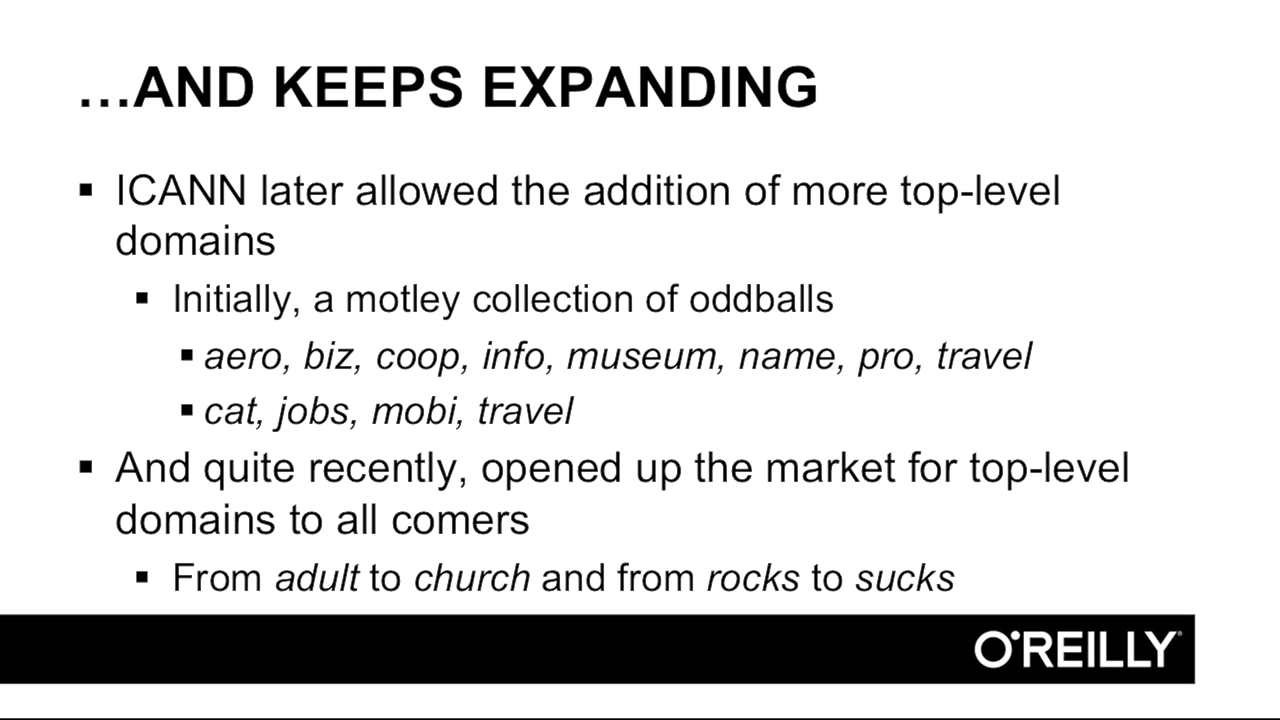 …AND KEEPS EXPANDING
▪ ICANN later allowed the addition of more top-level
domains
▪ Initially, a motley collection of oddballs
▪ aero, biz, coop, info, museum, name, pro, travel
▪ cat, jobs, mobi, travel
▪ And quite recently, opened up the market for top-level
domains to all comers
▪ From adult to church and from rocks to sucks
O'REILLY®